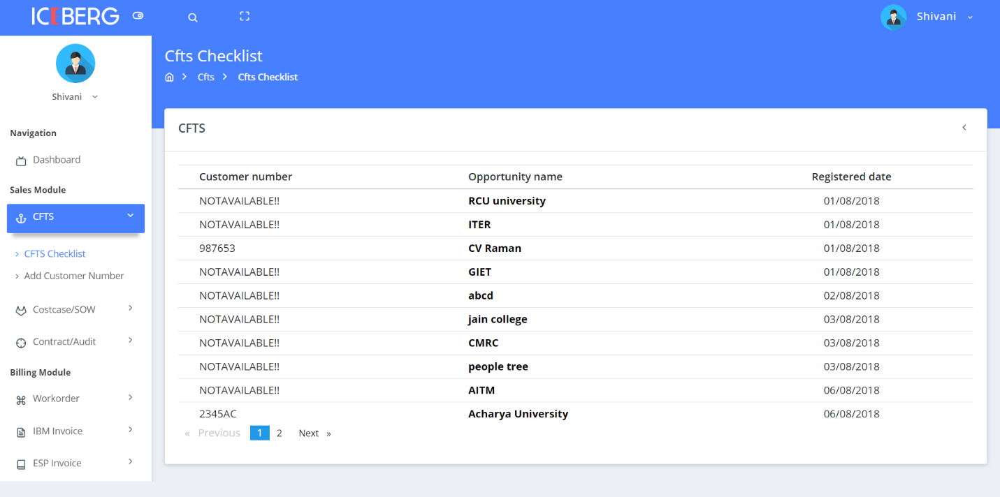 ICEBERG
Shivani
Shivani
Navigation
Dashboard
Sales Module
CFTS
CFTS Checklist
Add Customer Number
Costcase/SOW
Contract/Audit
Billing Module
Workorder
IBM Invoice
ESP Invoice
Cfts Checklist
Cfts > Cfts Checklist
CFTS
Customer number Opportunity name Registered date
NOTAVAILABLE!! RCU university 01/08/2018
NOTAVAILABLE!! ITER 01/08/2018
987653 CV Raman 01/08/2018
NOTAVAILABLE!! GIET 01/08/2018
NOTAVAILABLE!! abcd 02/08/2018
NOTAVAILABLE!! jain college 03/08/2018
NOTAVAILABLE!! CMRC 03/08/2018
NOTAVAILABLE!! people tree 03/08/2018
NOTAVAILABLE!! AITM 06/08/2018
2345AC Acharya University 06/08/2018
« Previous 1 2 Next »